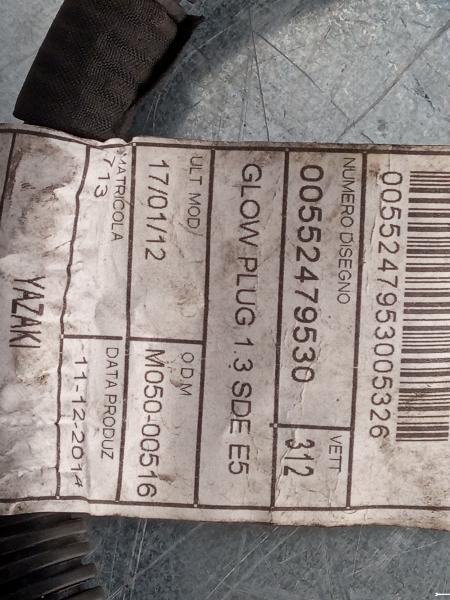 0055247953005326
NUMERO DISEGNO
00552479530
VETT
312
GLOW PLUG 1.3 SDE E5
ULT MOD
17/01/12
O.D.M
M050-00516
MATRICOLA
713
DATA PRODUZ
11-12-2014
YAZAKI